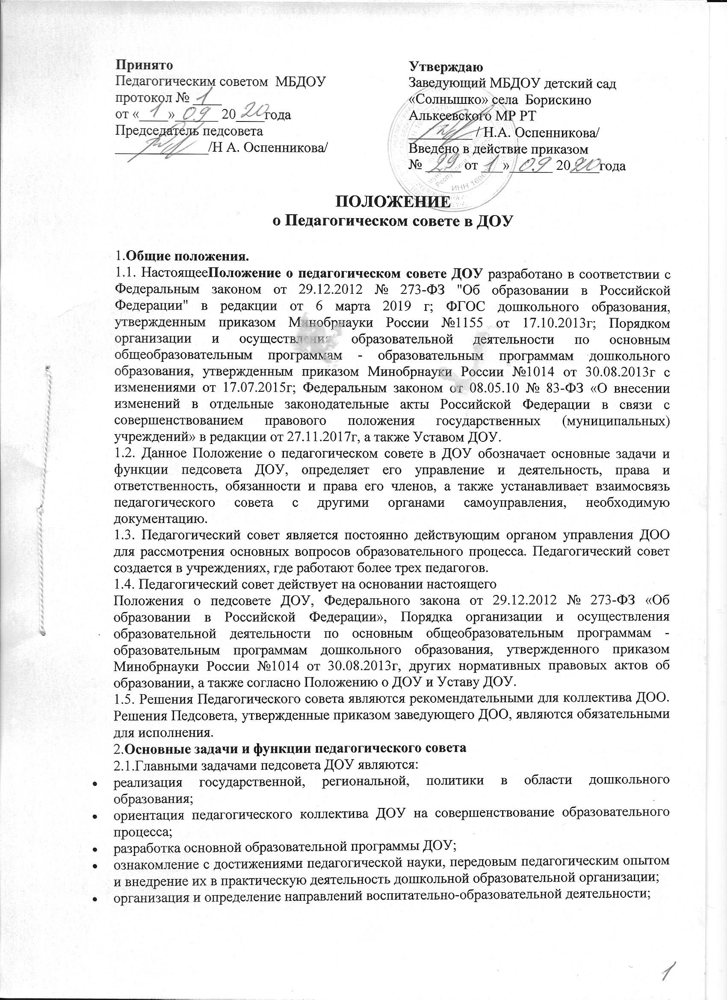 Принято
Педагогическим советом МБДОУ
протокол № 1
от «1» 09 2020года
Председатель педсовета
/Н А. Оспенникова/
Утверждаю
Заведующий МБДОУ детский сад
«Солнышко» села Борискино
Алькеевского МР РТ
/ Н.А. Оспенникова/
Введено в действие приказом
№ 29 от 1» 09 2020года
ИНН 1606
ПОЛОЖЕНИЕ
о Педагогическом совете в ДОУ
1.Общие положения.
1.1. НастоящееПоложение о педагогическом совете ДОУ разработано в соответствии с
Федеральным законом от 29.12.2012 № 273-ФЗ "Об образовании в Российской
Федерации" в редакции от 6 марта 2019 г; ФГОС дошкольного образования,
утвержденным приказом Минобрнауки России №1155 от 17.10.2013г; Порядком
организации и осуществления образовательной деятельности по основным
общеобразовательным программам - образовательным программам дошкольного
образования, утвержденным приказом Минобрнауки России №1014 от 30.08.2013г с
изменениями от 17.07.2015г; Федеральным законом от 08.05.10 № 83-ФЗ «О внесении
изменений в отдельные законодательные акты Российской Федерации в связи с
совершенствованием правового положения государственных (муниципальных)
учреждений» в редакции от 27.11.2017г, а также Уставом ДОУ.
1.2. Данное Положение о педагогическом совете в ДОУ обозначает основные задачи и
функции педсовета ДОУ, определяет его управление и деятельность, права и
ответственность, обязанности и права его членов, а также устанавливает взаимосвязь
педагогического совета с другими органами самоуправления, необходимую
документацию.
1.3. Педагогический совет является постоянно действующим органом управления ДОО
для рассмотрения основных вопросов образовательного процесса. Педагогический совет
создается в учреждениях, где работают более трех педагогов.
1.4. Педагогический совет действует на основании настоящего
Положения о педсовете ДОУ, Федерального закона от 29.12.2012 № 273-ФЗ «Об
образовании в Российской Федерации», Порядка организации и осуществления
образовательной деятельности по основным общеобразовательным программам -
образовательным программам дошкольного образования, утвержденного приказом
Минобрнауки России №1014 от 30.08.2013г, других нормативных правовых актов об
образовании, а также согласно Положению о ДОУ и Уставу ДОУ.
1.5. Решения Педагогического совета являются рекомендательными для коллектива ДОО.
Решения Педсовета, утвержденные приказом заведующего ДОО, являются обязательными
для исполнения.
2.Основные задачи и функции педагогического совета
2.1.Главными задачами педсовета ДОУ являются:
• реализация государственной, региональной, политики в области дошкольного
образования;
• ориентация педагогического коллектива ДОУ на совершенствование образовательного
процесса;
• разработка основной образовательной программы ДОУ;
• ознакомление с достижениями педагогической науки, передовым педагогическим опытом
и внедрение их в практическую деятельность дошкольной образовательной организации;
• организация и определение направлений воспитательно-образовательной деятельности;
1